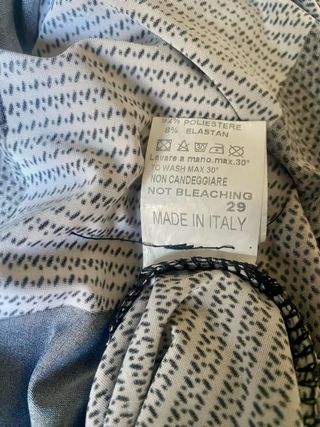 92% POLIESTERE
8% ELASTAN
Lavare a mano.max.30°
TO WASH MAX 30°
NON CANDEGGIARE
NOT BLEACHING
29
MADE IN ITALY